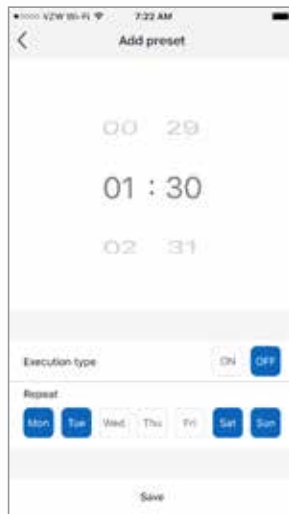 VZW Wi-Fi 7:22 AM
Add preset
00 29
01 : 30
02 31
Execution type ON OFF
Repeat
Mon Tue Wed Thu Fri Sat Sun
Save